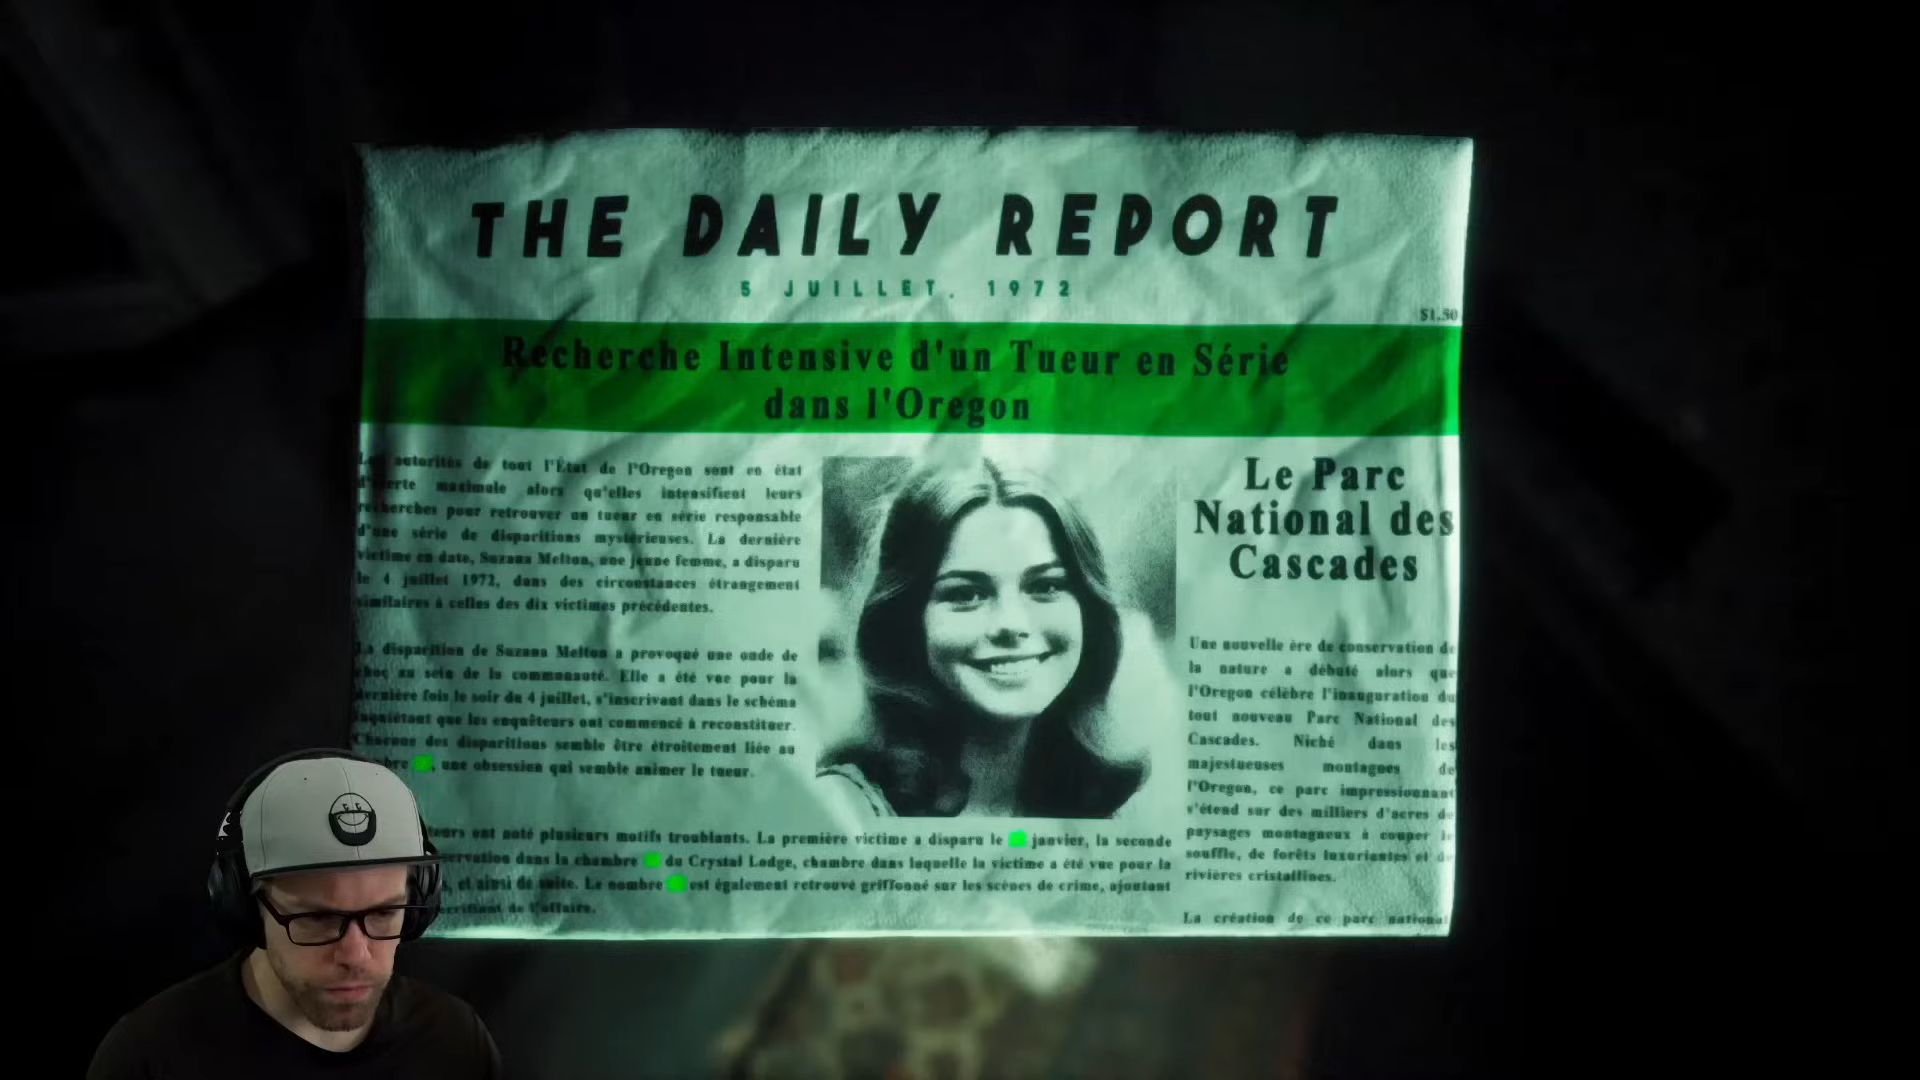 THE DAILY REPORT
5 JUILLET, 1972
$1.50
Recherche Intensive d'un Tueur en Série
dans l'Oregon
autorités de tout l'État de l'Oregon sont en état
maximale alors qu'elles intensifient leurs
recherches pour retrouver un tueur en série responsable
d'une série de disparitions mystérieuses. La dernière
victime en date, Suzana Melton, une jeune femme, a disparu
le 4 juillet 1972, dans des circonstances étrangement
similaires à celles des dix victimes précédentes.
La disparition de Suzana Melton a provoqué une onde de
choc au sein de la communauté. Elle a été vue pour la
dernière fois le soir du 4 juillet, s'inscrivant dans le schéma
inquiétant que les enquêteurs ont commencé à reconstituer.
Chacune des disparitions semble être étroitement liée au
, une obsession qui semble animer le tueur.
ont noté plusieurs motifs troublants. La première victime a disparu le janvier, la seconde
dans la chambre du Crystal Lodge, chambre dans laquelle la victime a été vue pour la
, et ainsi de suite. Le nombre est également retrouvé griffonné sur les scènes de crime, ajoutant
de l'affaire.
Le Parc
National des
Cascades
Une nouvelle ère de conservation de
la nature a débuté alors que
l'Oregon célèbre l'inauguration du
tout nouveau Parc National des
Cascades. Niché dans les
majestueuses montagnes de
l'Oregon, ce parc impressionnant
s'étend sur des milliers d'acres de
paysages montagneux à couper le
souffle, de forêts luxuriantes et de
rivières cristallines.
La création de ce parc national